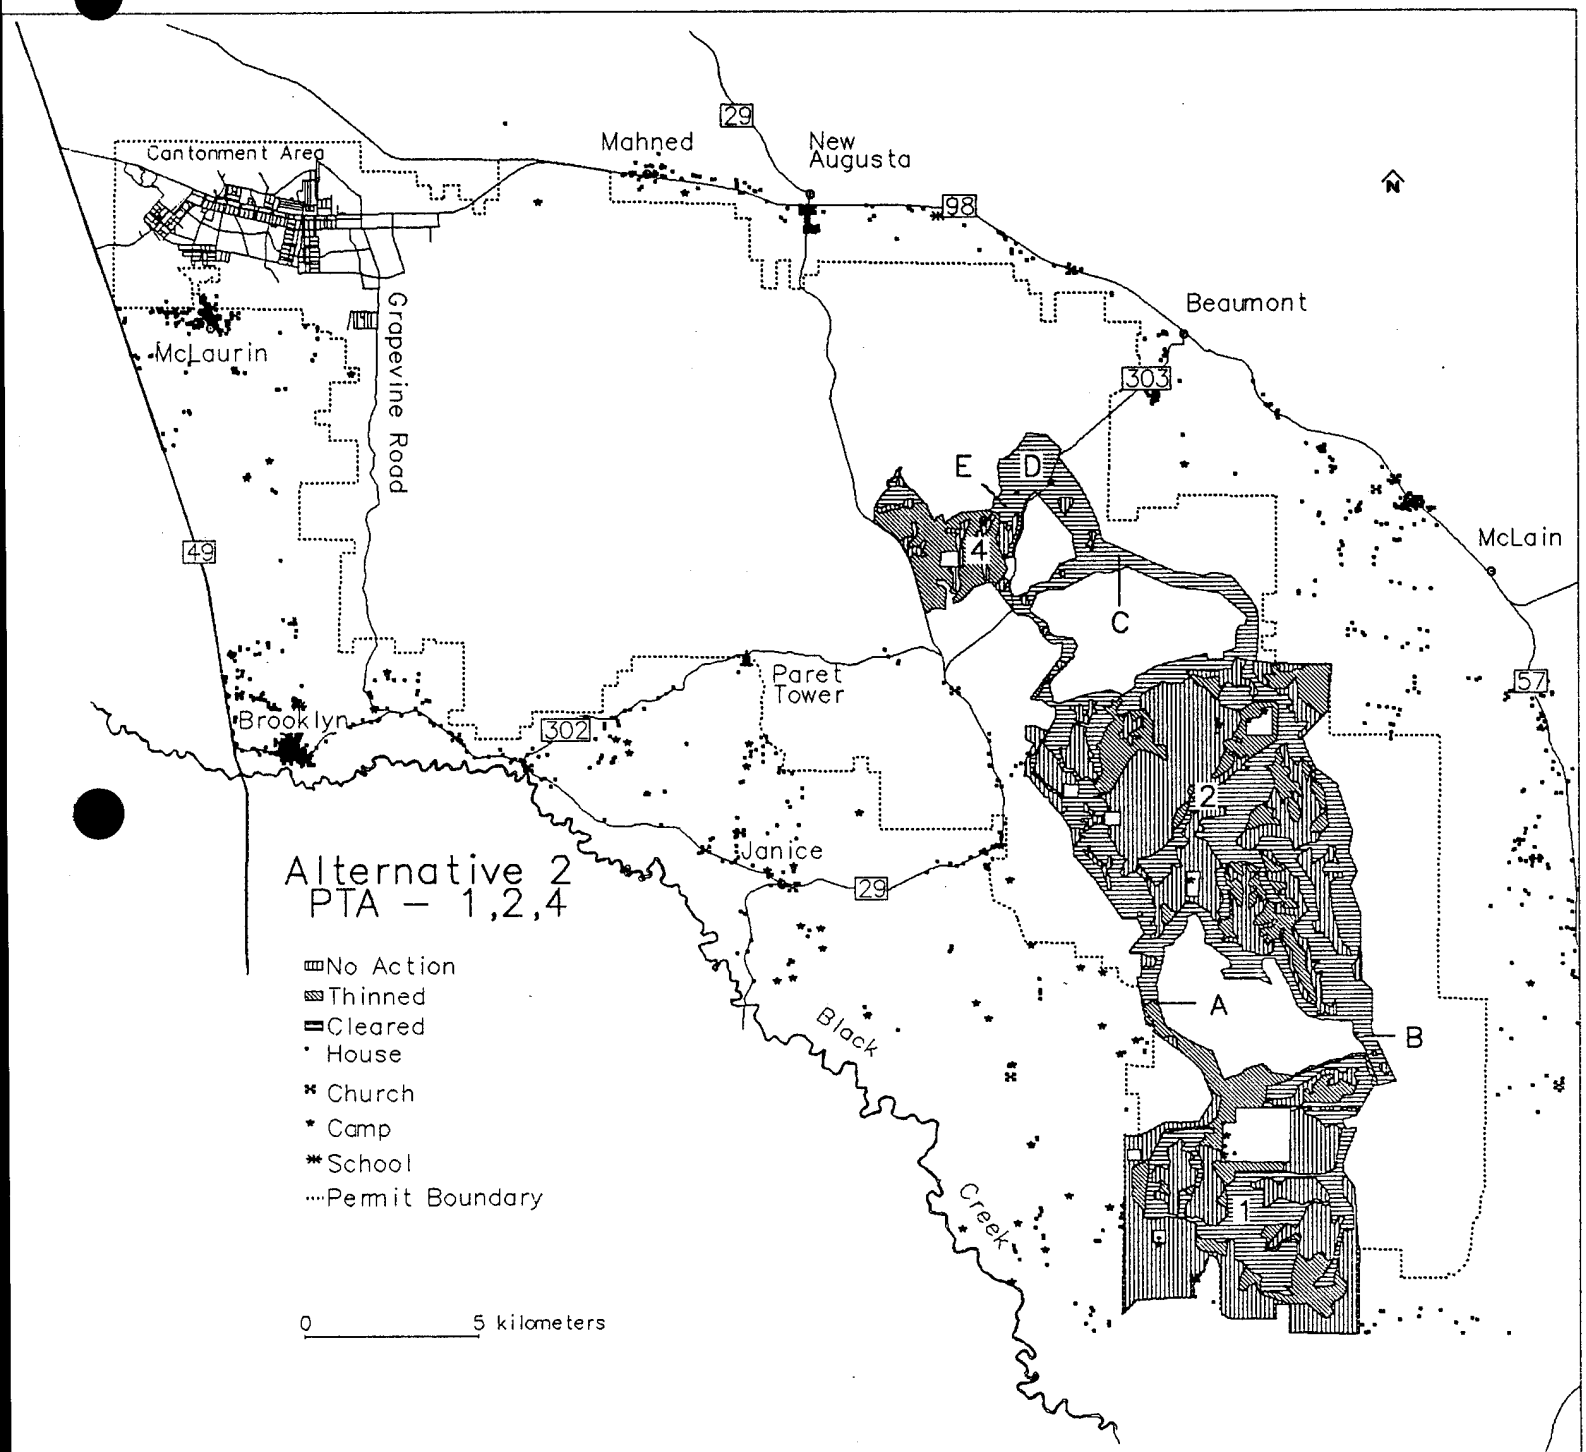 Cantonment Area
29
Mahned
New
Augusta
N
98
Beaumont
McLaurin
Grapevine Road
303
E
D
49
4
McLain
C
Paret
Tower
57
Brooklyn
302
2
Janice
29
Alternative 2
PTA – 1,2,4
No Action
Thinned
Cleared
House
Church
Camp
School
Permit Boundary
A
B
Black
Creek
1
0
5 kilometers